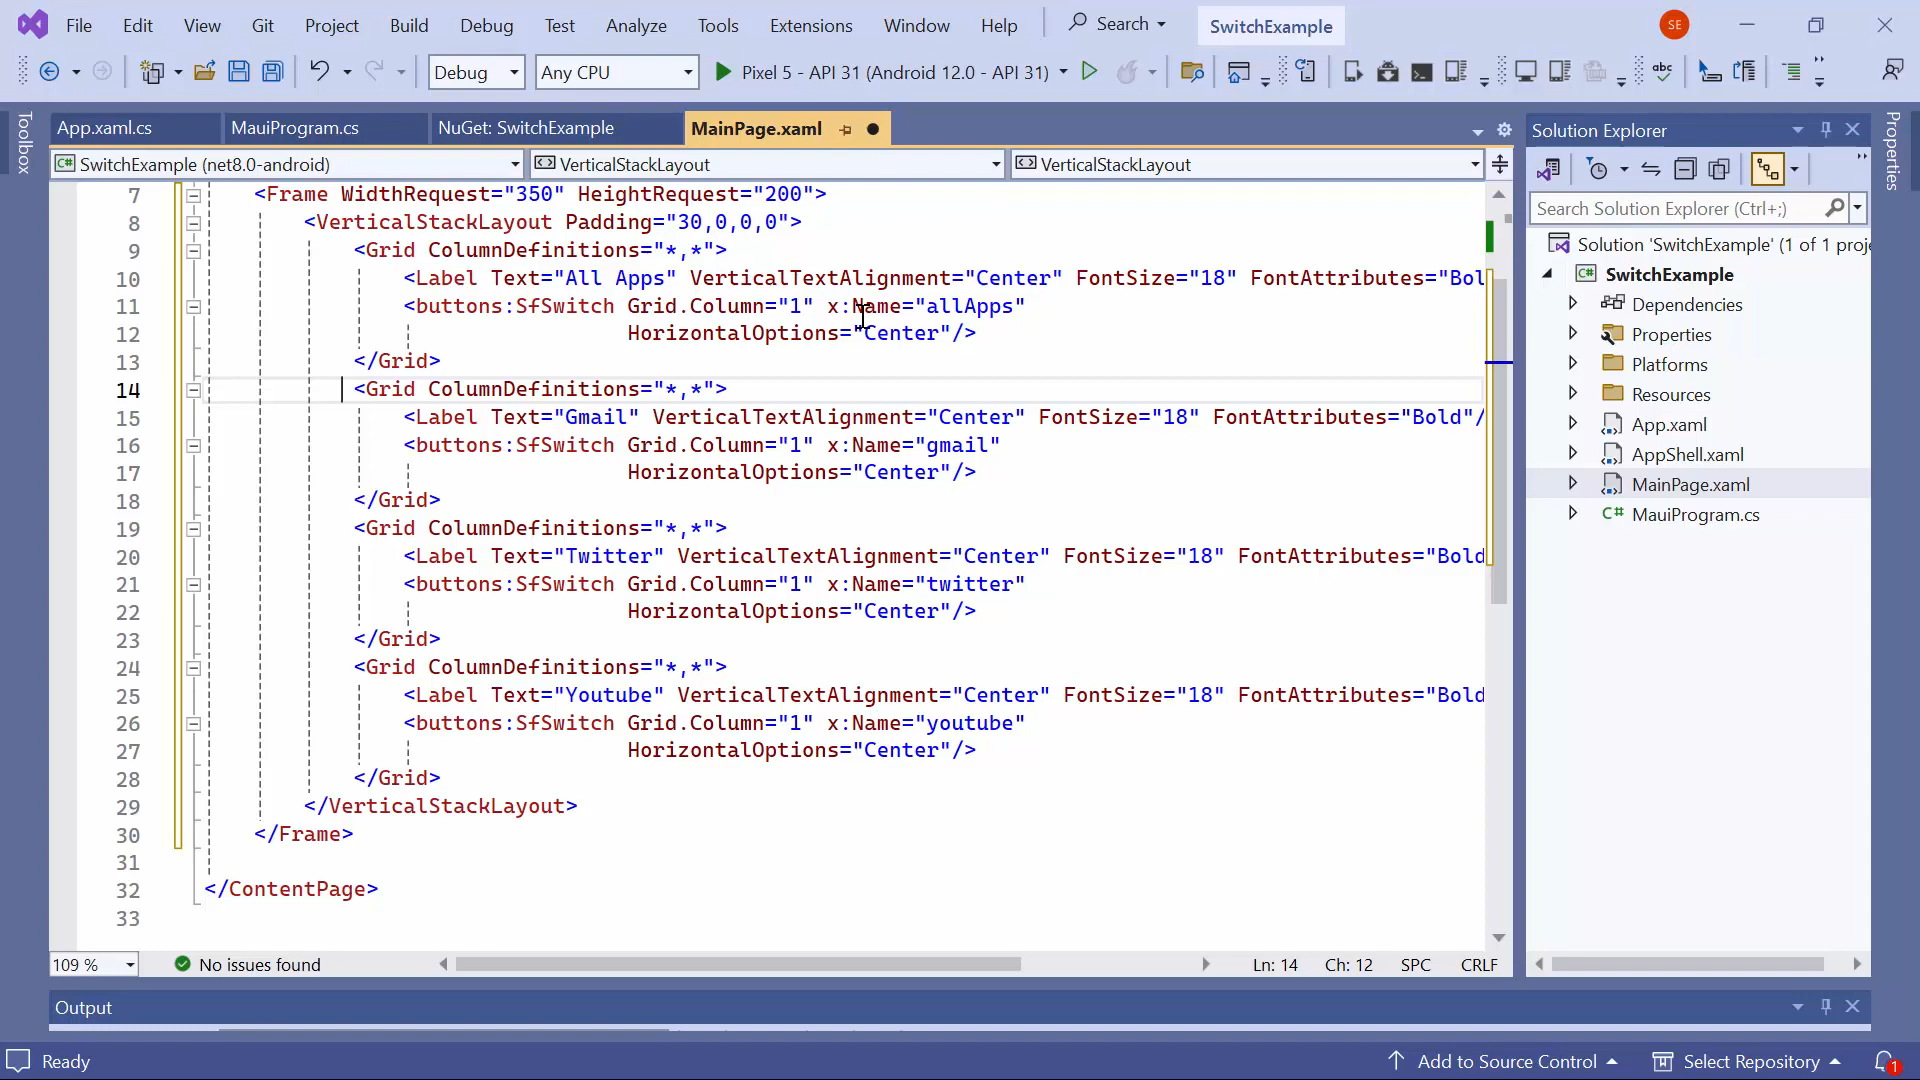 File Edit View Git Project Build Debug Test Analyze Tools Extensions Window Help Search SwitchExample SE
Debug Any CPU Pixel 5 - API 31 (Android 12.0 - API 31)
Toolbox
App.xaml.cs MauiProgram.cs NuGet: SwitchExample MainPage.xaml
SwitchExample (net8.0-android) VerticalStackLayout VerticalStackLayout
7 <Frame WidthRequest="350" HeightRequest="200">
8 <VerticalStackLayout Padding="30,0,0,0">
9 <Grid ColumnDefinitions="*,*">
10 <Label Text="All Apps" VerticalTextAlignment="Center" FontSize="18" FontAttributes="Bol
11 <buttons:SfSwitch Grid.Column="1" x:Name="allApps"
12 HorizontalOptions="Center"/>
13 </Grid>
14 <Grid ColumnDefinitions="*,*">
15 <Label Text="Gmail" VerticalTextAlignment="Center" FontSize="18" FontAttributes="Bold"/
16 <buttons:SfSwitch Grid.Column="1" x:Name="gmail"
17 HorizontalOptions="Center"/>
18 </Grid>
19 <Grid ColumnDefinitions="*,*">
20 <Label Text="Twitter" VerticalTextAlignment="Center" FontSize="18" FontAttributes="Bold
21 <buttons:SfSwitch Grid.Column="1" x:Name="twitter"
22 HorizontalOptions="Center"/>
23 </Grid>
24 <Grid ColumnDefinitions="*,*">
25 <Label Text="Youtube" VerticalTextAlignment="Center" FontSize="18" FontAttributes="Bold
26 <buttons:SfSwitch Grid.Column="1" x:Name="youtube"
27 HorizontalOptions="Center"/>
28 </Grid>
29 </VerticalStackLayout>
30 </Frame>
31
32 </ContentPage>
33
109 % No issues found Ln: 14 Ch: 12 SPC CRLF
Solution Explorer
Search Solution Explorer (Ctrl+;)
Solution 'SwitchExample' (1 of 1 proje
SwitchExample
Dependencies
Properties
Platforms
Resources
App.xaml
AppShell.xaml
MainPage.xaml
MauiProgram.cs
Properties
Output
Ready Add to Source Control Select Repository 1